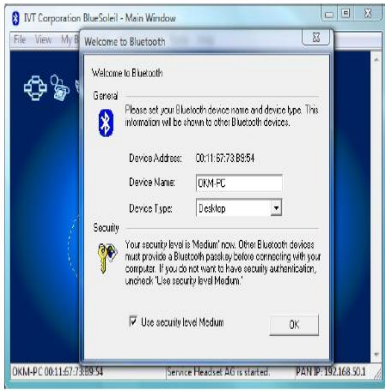 IVT Corporation BlueSoleil - Main Window
File View My B
Welcome to Bluetooth
Welcome to Bluetooth
General
Please set your Bluetooth device name and device type. This
information will be shown to other Bluetooth devices.
Device Address: 00:11:67:73:B9:54
Device Name: OKM-PC
Device Type: Desktop
Security
Your security level is 'Medium' now. Other Bluetooth devices
must provide a Bluetooth passkey before connecting with your
computer. If you do not want to have security authentication,
uncheck 'Use security level Medium.'
Use security level Medium
OK
OKM-PC 00:11:67:73:B9:54 Service Headset AG is started. PAN IP: 192.168.50.1